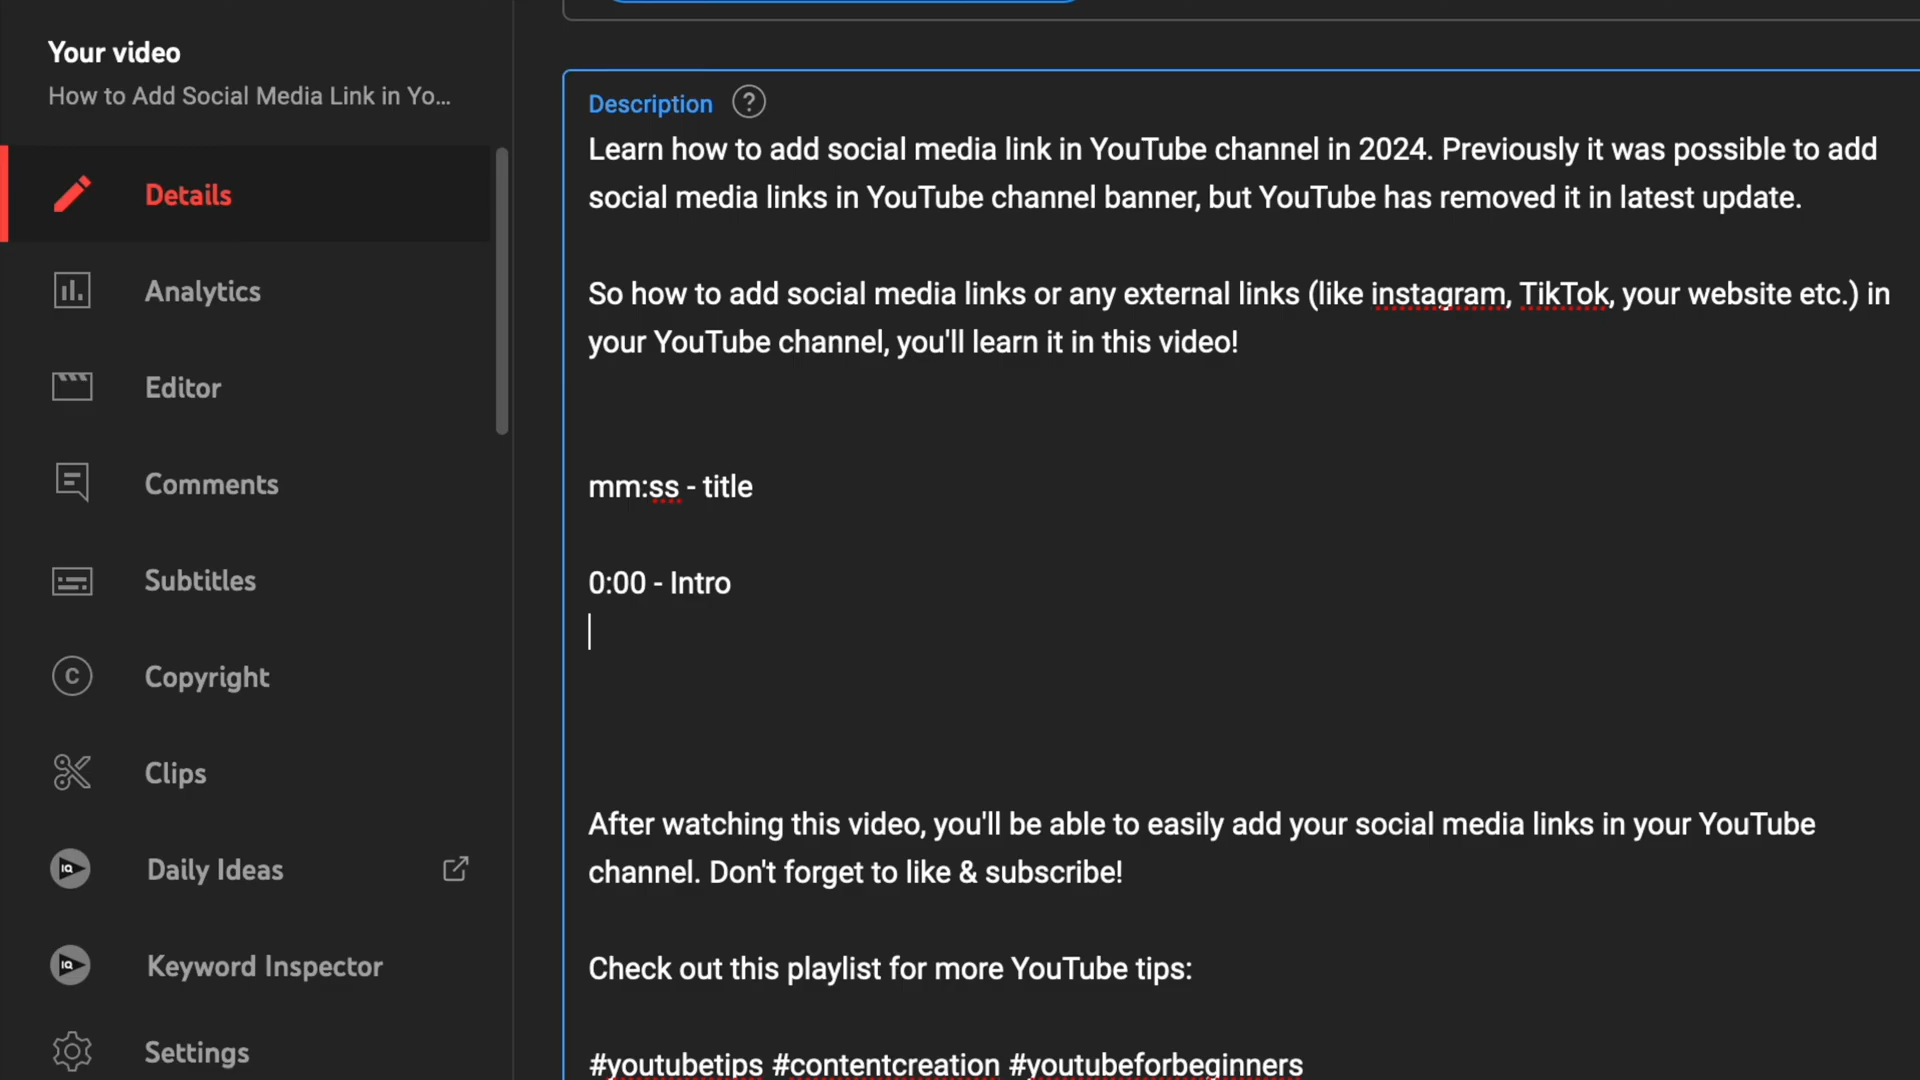 Your video
How to Add Social Media Link in Yo...
Details
Analytics
Editor
Comments
Subtitles
Copyright
Clips
Daily Ideas
Keyword Inspector
Settings
Description ?
Learn how to add social media link in YouTube channel in 2024. Previously it was possible to add
social media links in YouTube channel banner, but YouTube has removed it in latest update.
So how to add social media links or any external links (like instagram, TikTok, your website etc.) in
your YouTube channel, you'll learn it in this video!
mm:ss - title
0:00 - Intro
After watching this video, you'll be able to easily add your social media links in your YouTube
channel. Don't forget to like & subscribe!
Check out this playlist for more YouTube tips:
#youtubetips #contentcreation #youtubeforbeginners